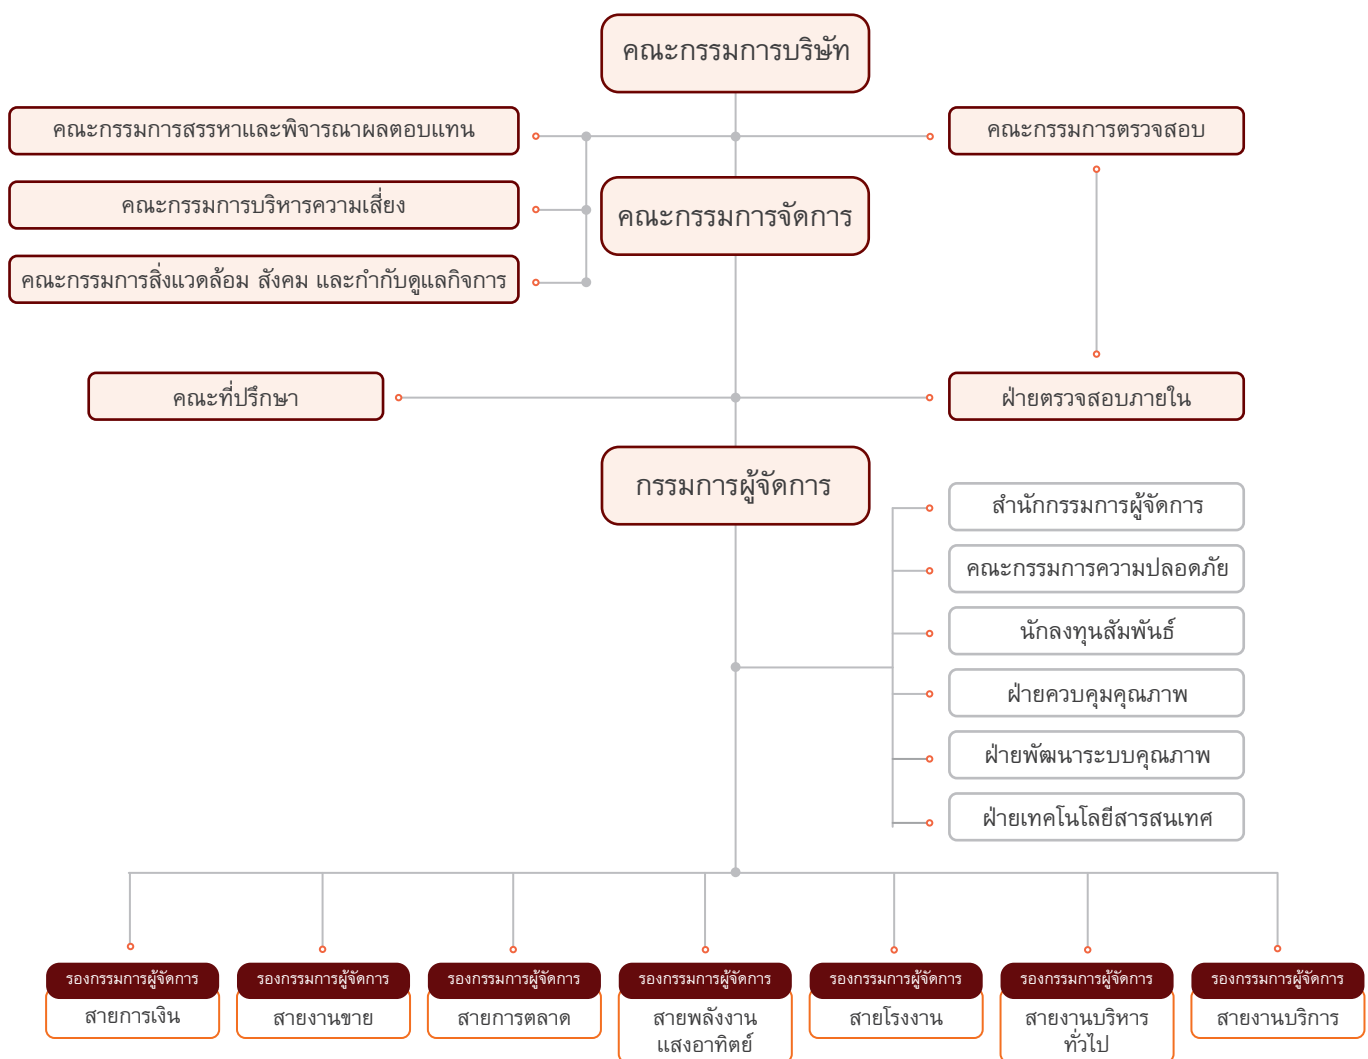 คณะกรรมการบริษัท
คณะกรรมการสรรหาและพิจารณาผลตอบแทน
คณะกรรมการตรวจสอบ
คณะกรรมการบริหารความเสี่ยง
คณะกรรมการจัดการ
คณะกรรมการสิ่งแวดล้อม สังคม และกำกับดูแลกิจการ
คณะที่ปรึกษา
ฝ่ายตรวจสอบภายใน
กรรมการผู้จัดการ
สำนักกรรมการผู้จัดการ
คณะกรรมการความปลอดภัย
นักลงทุนสัมพันธ์
ฝ่ายควบคุมคุณภาพ
ฝ่ายพัฒนาระบบคุณภาพ
ฝ่ายเทคโนโลยีสารสนเทศ
รองกรรมการผู้จัดการ
สายการเงิน
รองกรรมการผู้จัดการ
สายงานขาย
รองกรรมการผู้จัดการ
สายการตลาด
รองกรรมการผู้จัดการ
สายพลังงาน
แสงอาทิตย์
รองกรรมการผู้จัดการ
สายโรงงาน
รองกรรมการผู้จัดการ
สายงานบริหาร
ทั่วไป
รองกรรมการผู้จัดการ
สายงานบริการ